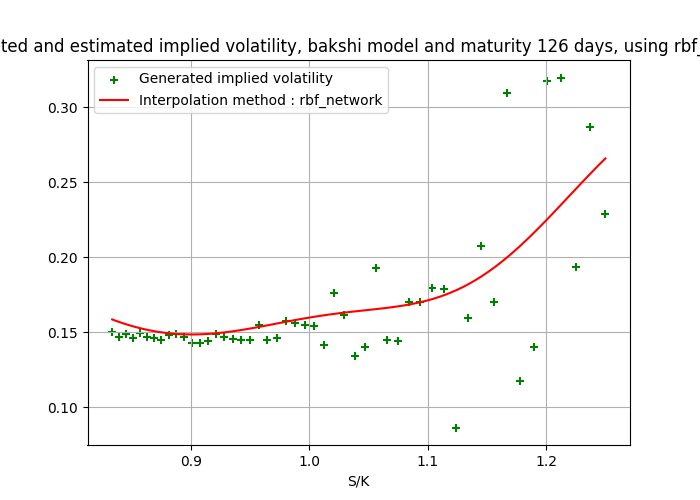 ted and estimated implied volatility, bakshi model and maturity 126 days, using rbf_
Generated implied volatility
Interpolation method : rbf_network
0.30
0.25
0.20
0.15
0.10
0.9
1.0
1.1
1.2
S/K